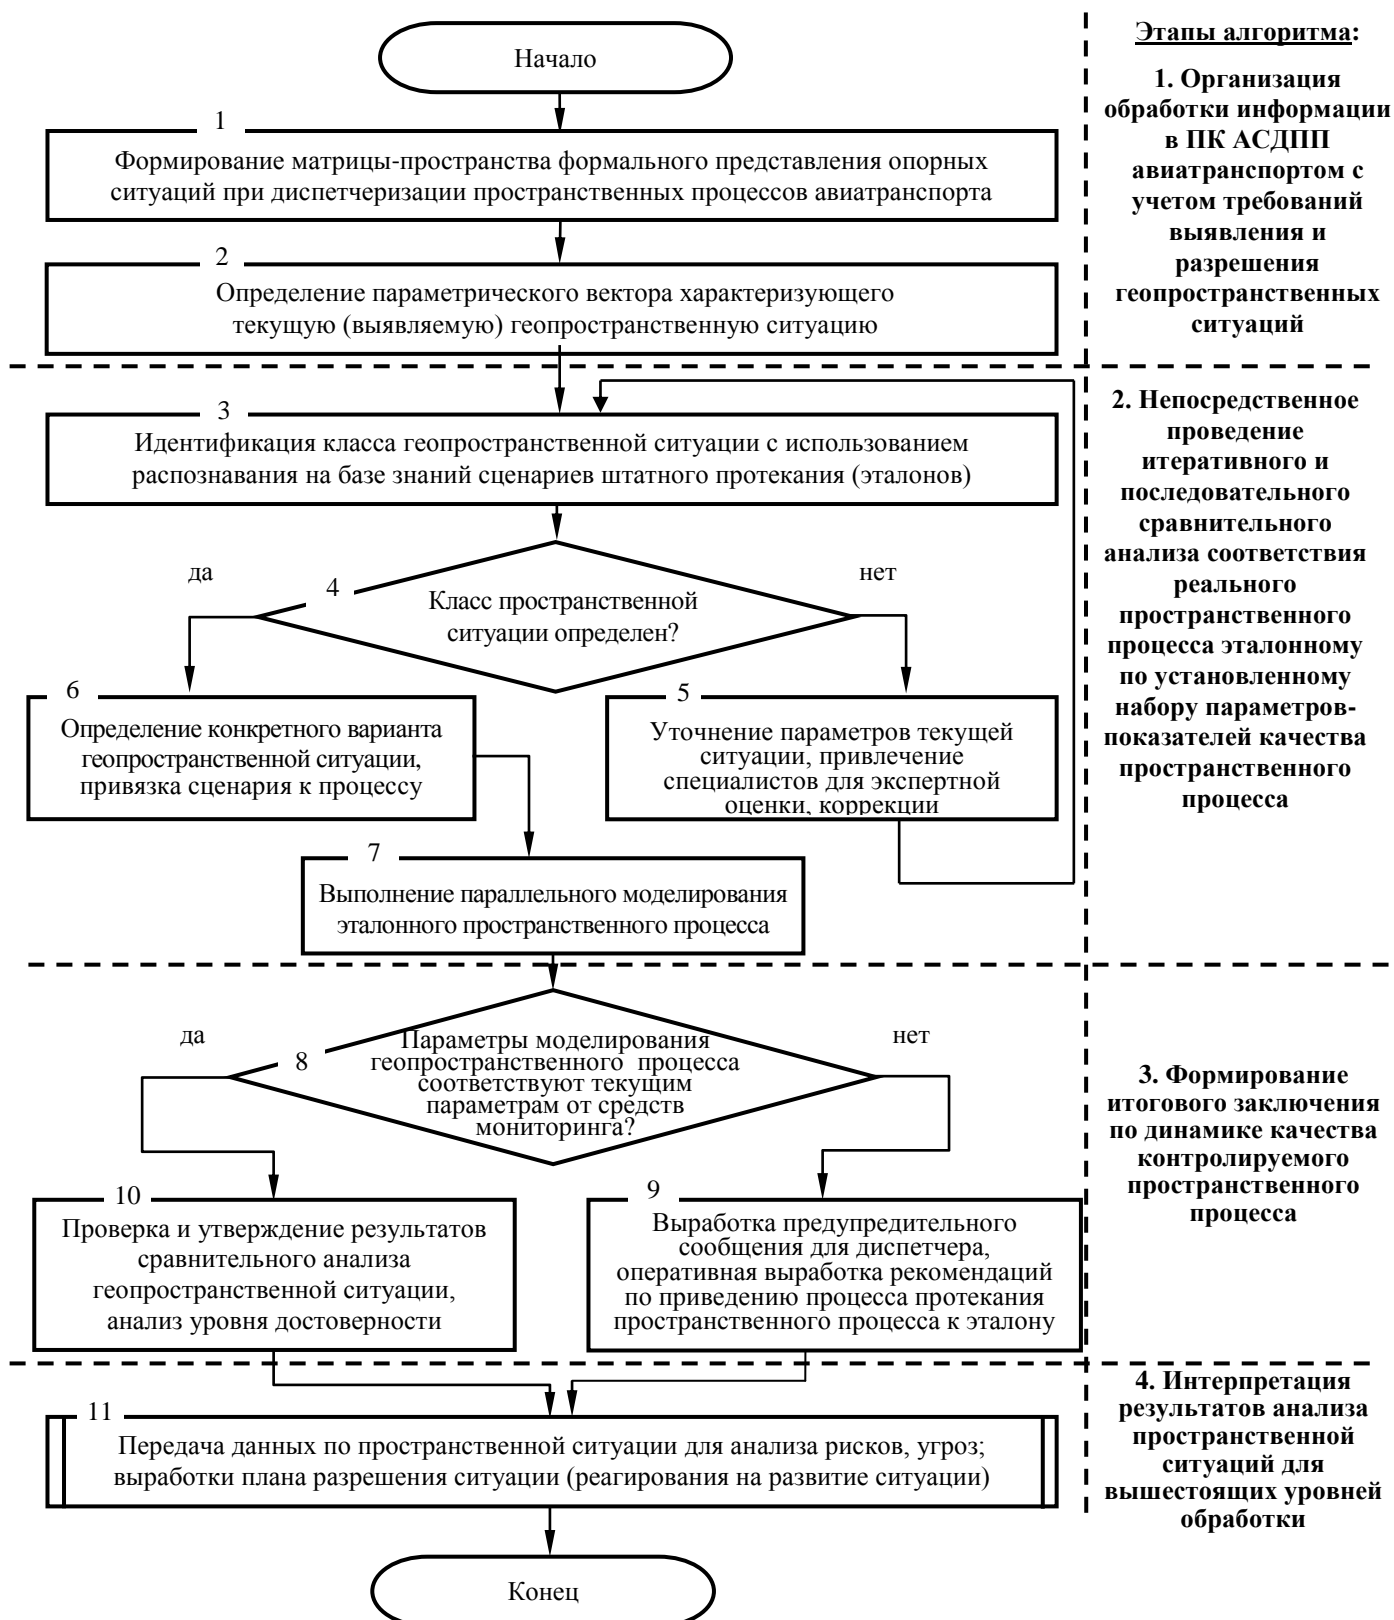 Начало
1
Формирование матрицы-пространства формального представления опорных
ситуаций при диспетчеризации пространственных процессов авиатранспорта
2
Определение параметрического вектора характеризующего
текущую (выявляемую) геопространственную ситуацию
3
Идентификация класса геопространственной ситуации с использованием
распознавания на базе знаний сценариев штатного протекания (эталонов)
да
4
нет
Класс пространственной
ситуации определен?
6
Определение конкретного варианта
геопространственной ситуации,
привязка сценария к процессу
5
Уточнение параметров текущей
ситуации, привлечение
специалистов для экспертной
оценки, коррекции
7
Выполнение параллельного моделирования
эталонного пространственного процесса
да
8
нет
Параметры моделирования
геопространственного процесса
соответствуют текущим
параметрам от средств
мониторинга?
10
Проверка и утверждение результатов
сравнительного анализа
геопространственной ситуации,
анализ уровня достоверности
9
Выработка предупредительного
сообщения для диспетчера,
оперативная выработка рекомендаций
по приведению процесса протекания
пространственного процесса к эталону
11
Передача данных по пространственной ситуации для анализа рисков, угроз;
выработки плана разрешения ситуации (реагирования на развитие ситуации)
Конец
Этапы алгоритма:
1. Организация
обработки информации
в ПК АСДПП
авиатранспортом с
учетом требований
выявления и
разрешения
геопространственных
ситуаций
2. Непосредственное
проведение
итеративного и
последовательного
сравнительного
анализа соответствия
реального
пространственного
процесса эталонному
по установленному
набору параметров-
показателей качества
пространственного
процесса
3. Формирование
итогового заключения
по динамике качества
контролируемого
пространственного
процесса
4. Интерпретация
результатов анализа
пространственной
ситуаций для
вышестоящих уровней
обработки